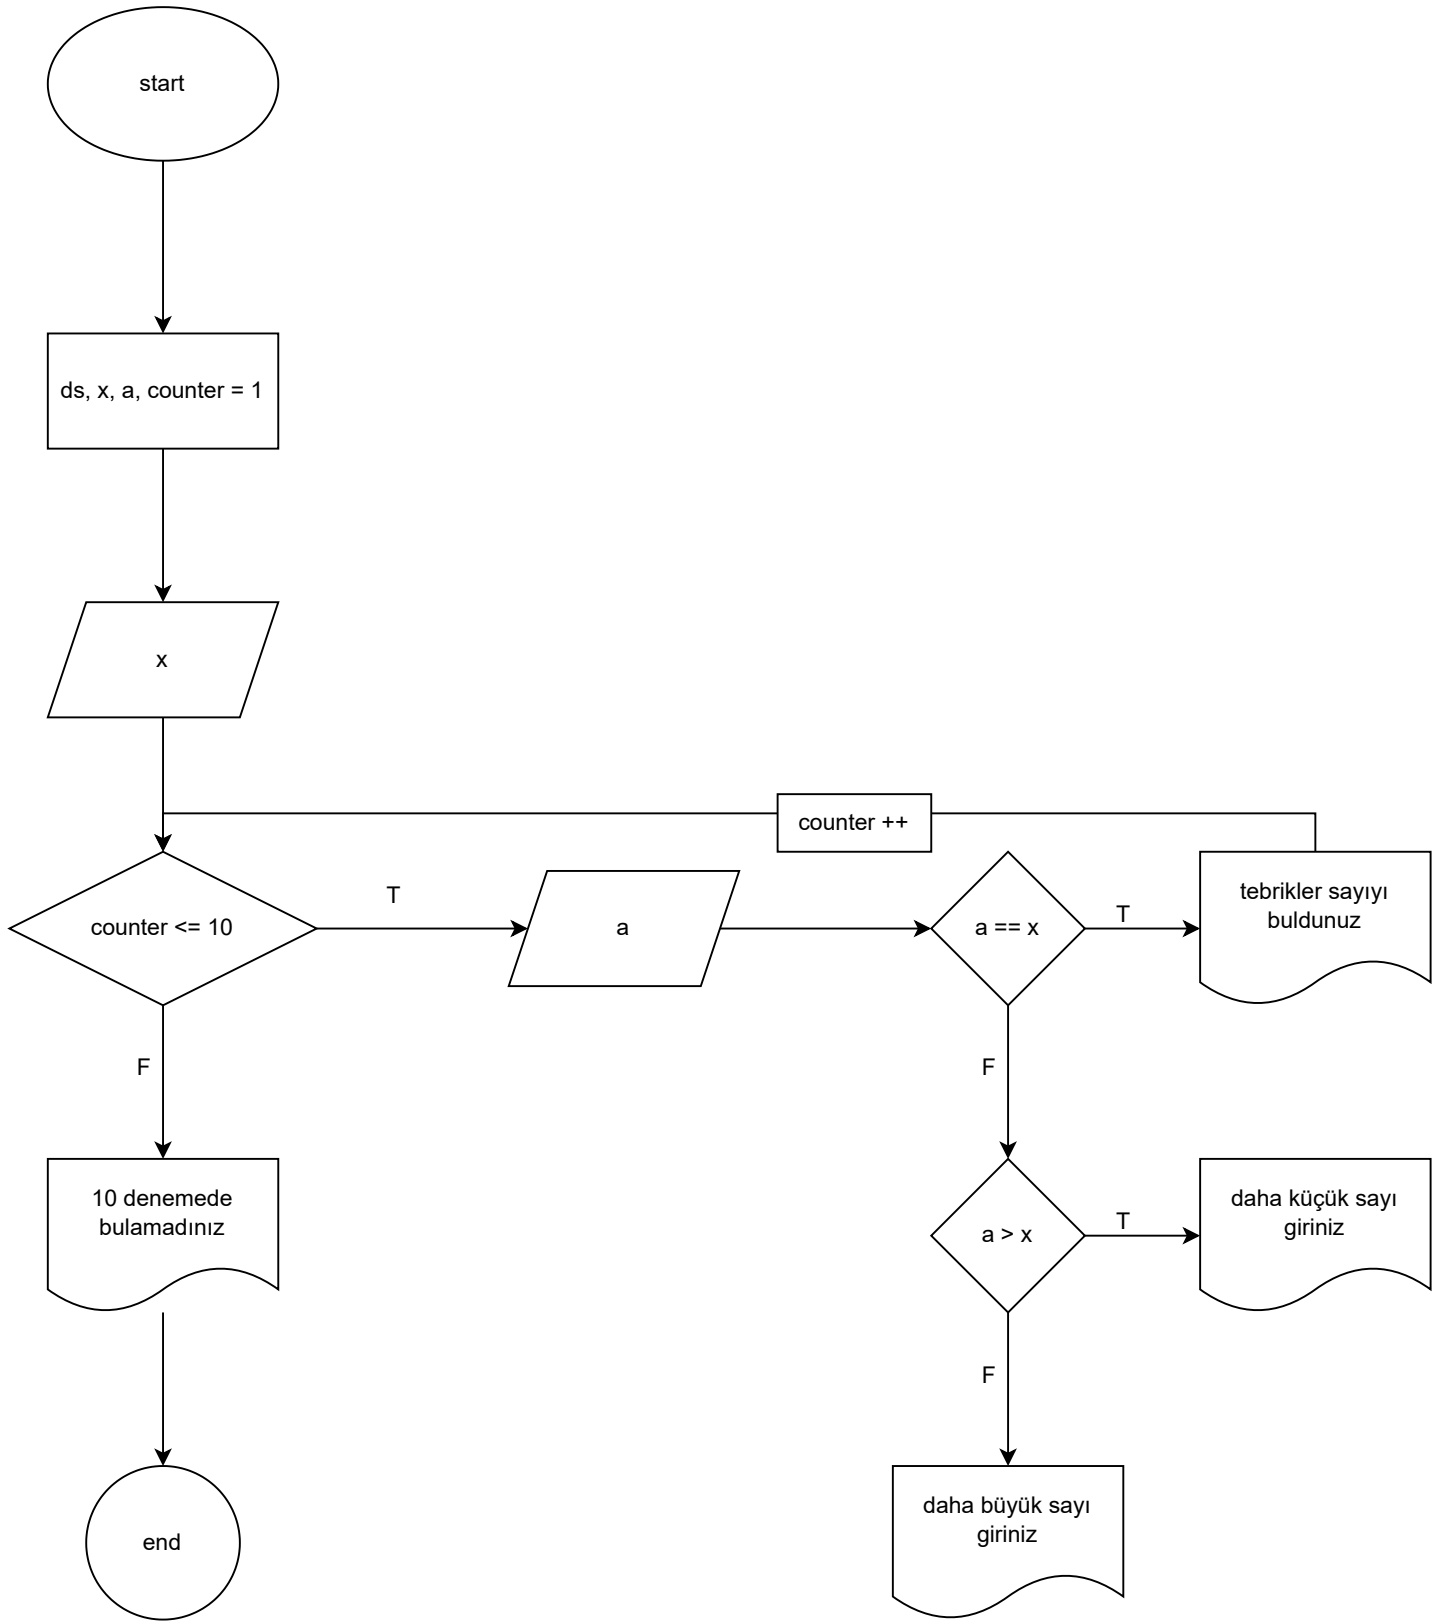 start
ds, x, a, counter = 1
x
counter ++
counter <= 10
T
a
a == x
T
tebrikler sayıyı
buldunuz
F
F
10 denemede
bulamadınız
a > x
T
daha küçük sayı
giriniz
F
end
daha büyük sayı
giriniz